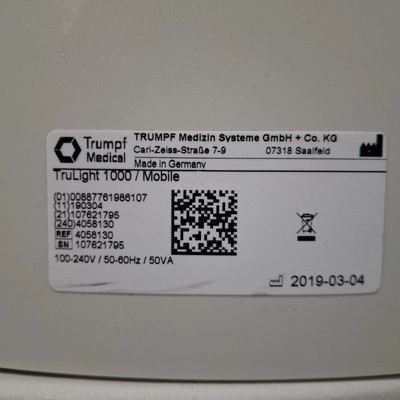 Trumpf
Medical
TRUMPF Medizin Systeme GmbH + Co. KG
Carl-Zeiss-Straße 7-9 07318 Saalfeld
Made in Germany
TruLight 1000 / Mobile
(01)00887761986107
(11)190304
(21)107621795
(240)4058130
REF 4058130
SN 107621795
100-240V / 50-60Hz / 50VA
2019-03-04